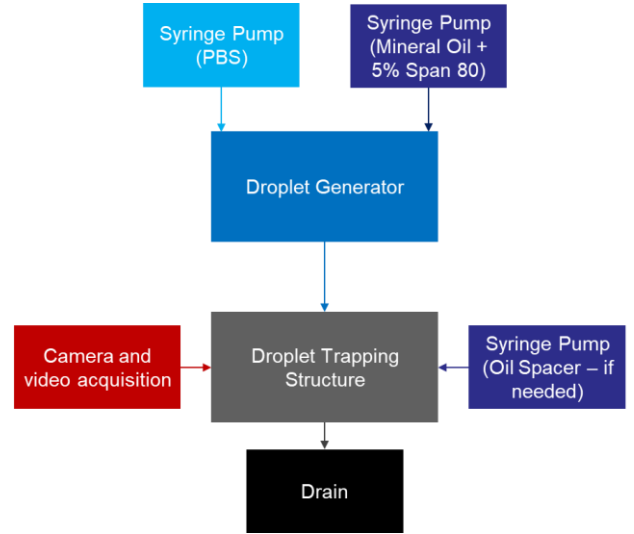 Syringe Pump
(PBS)
Syringe Pump
(Mineral Oil +
5% Span 80)
Droplet Generator
Camera and
video acquisition
Droplet Trapping
Structure
Syringe Pump
(Oil Spacer – if
needed)
Drain